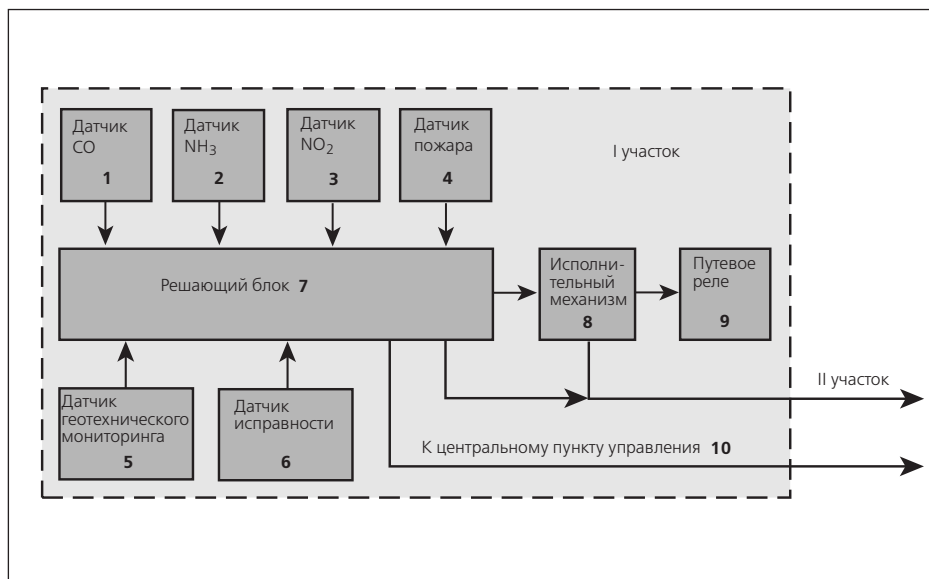 Датчик
CO
1
Датчик
NH3
2
Датчик
NO2
3
Датчик
пожара
4
I участок
Решающий блок 7
Исполни-
тельный
механизм
8
Путевое
реле
9
II участок
Датчик
геотехнического
мониторинга
5
Датчик
исправности
6
К центральному пункту управления 10